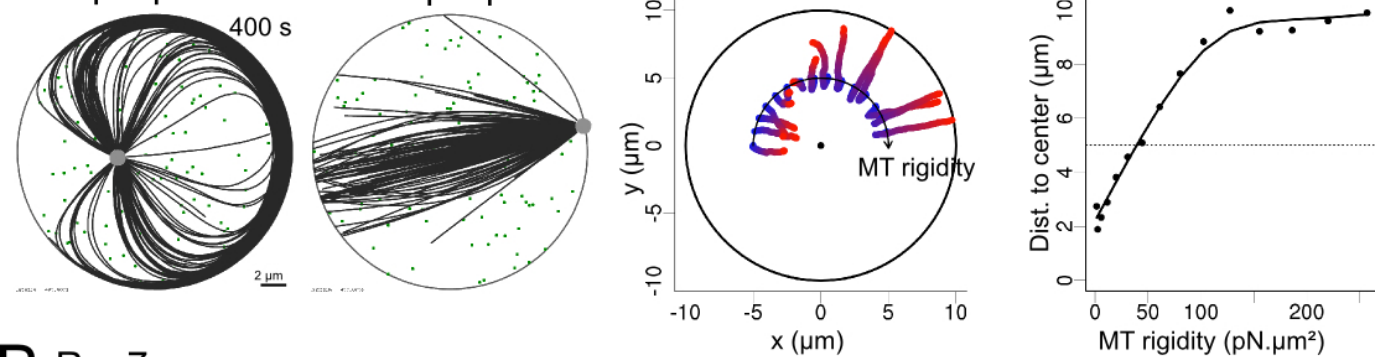 400 s
2 µm
10
5
0
-5
-10
y (µm)
MT rigidity
-10 -5 0 5 10
x (µm)
10
8
6
4
2
0
Dist. to center (µm)
0 50 100 200
MT rigidity (pN.µm²)